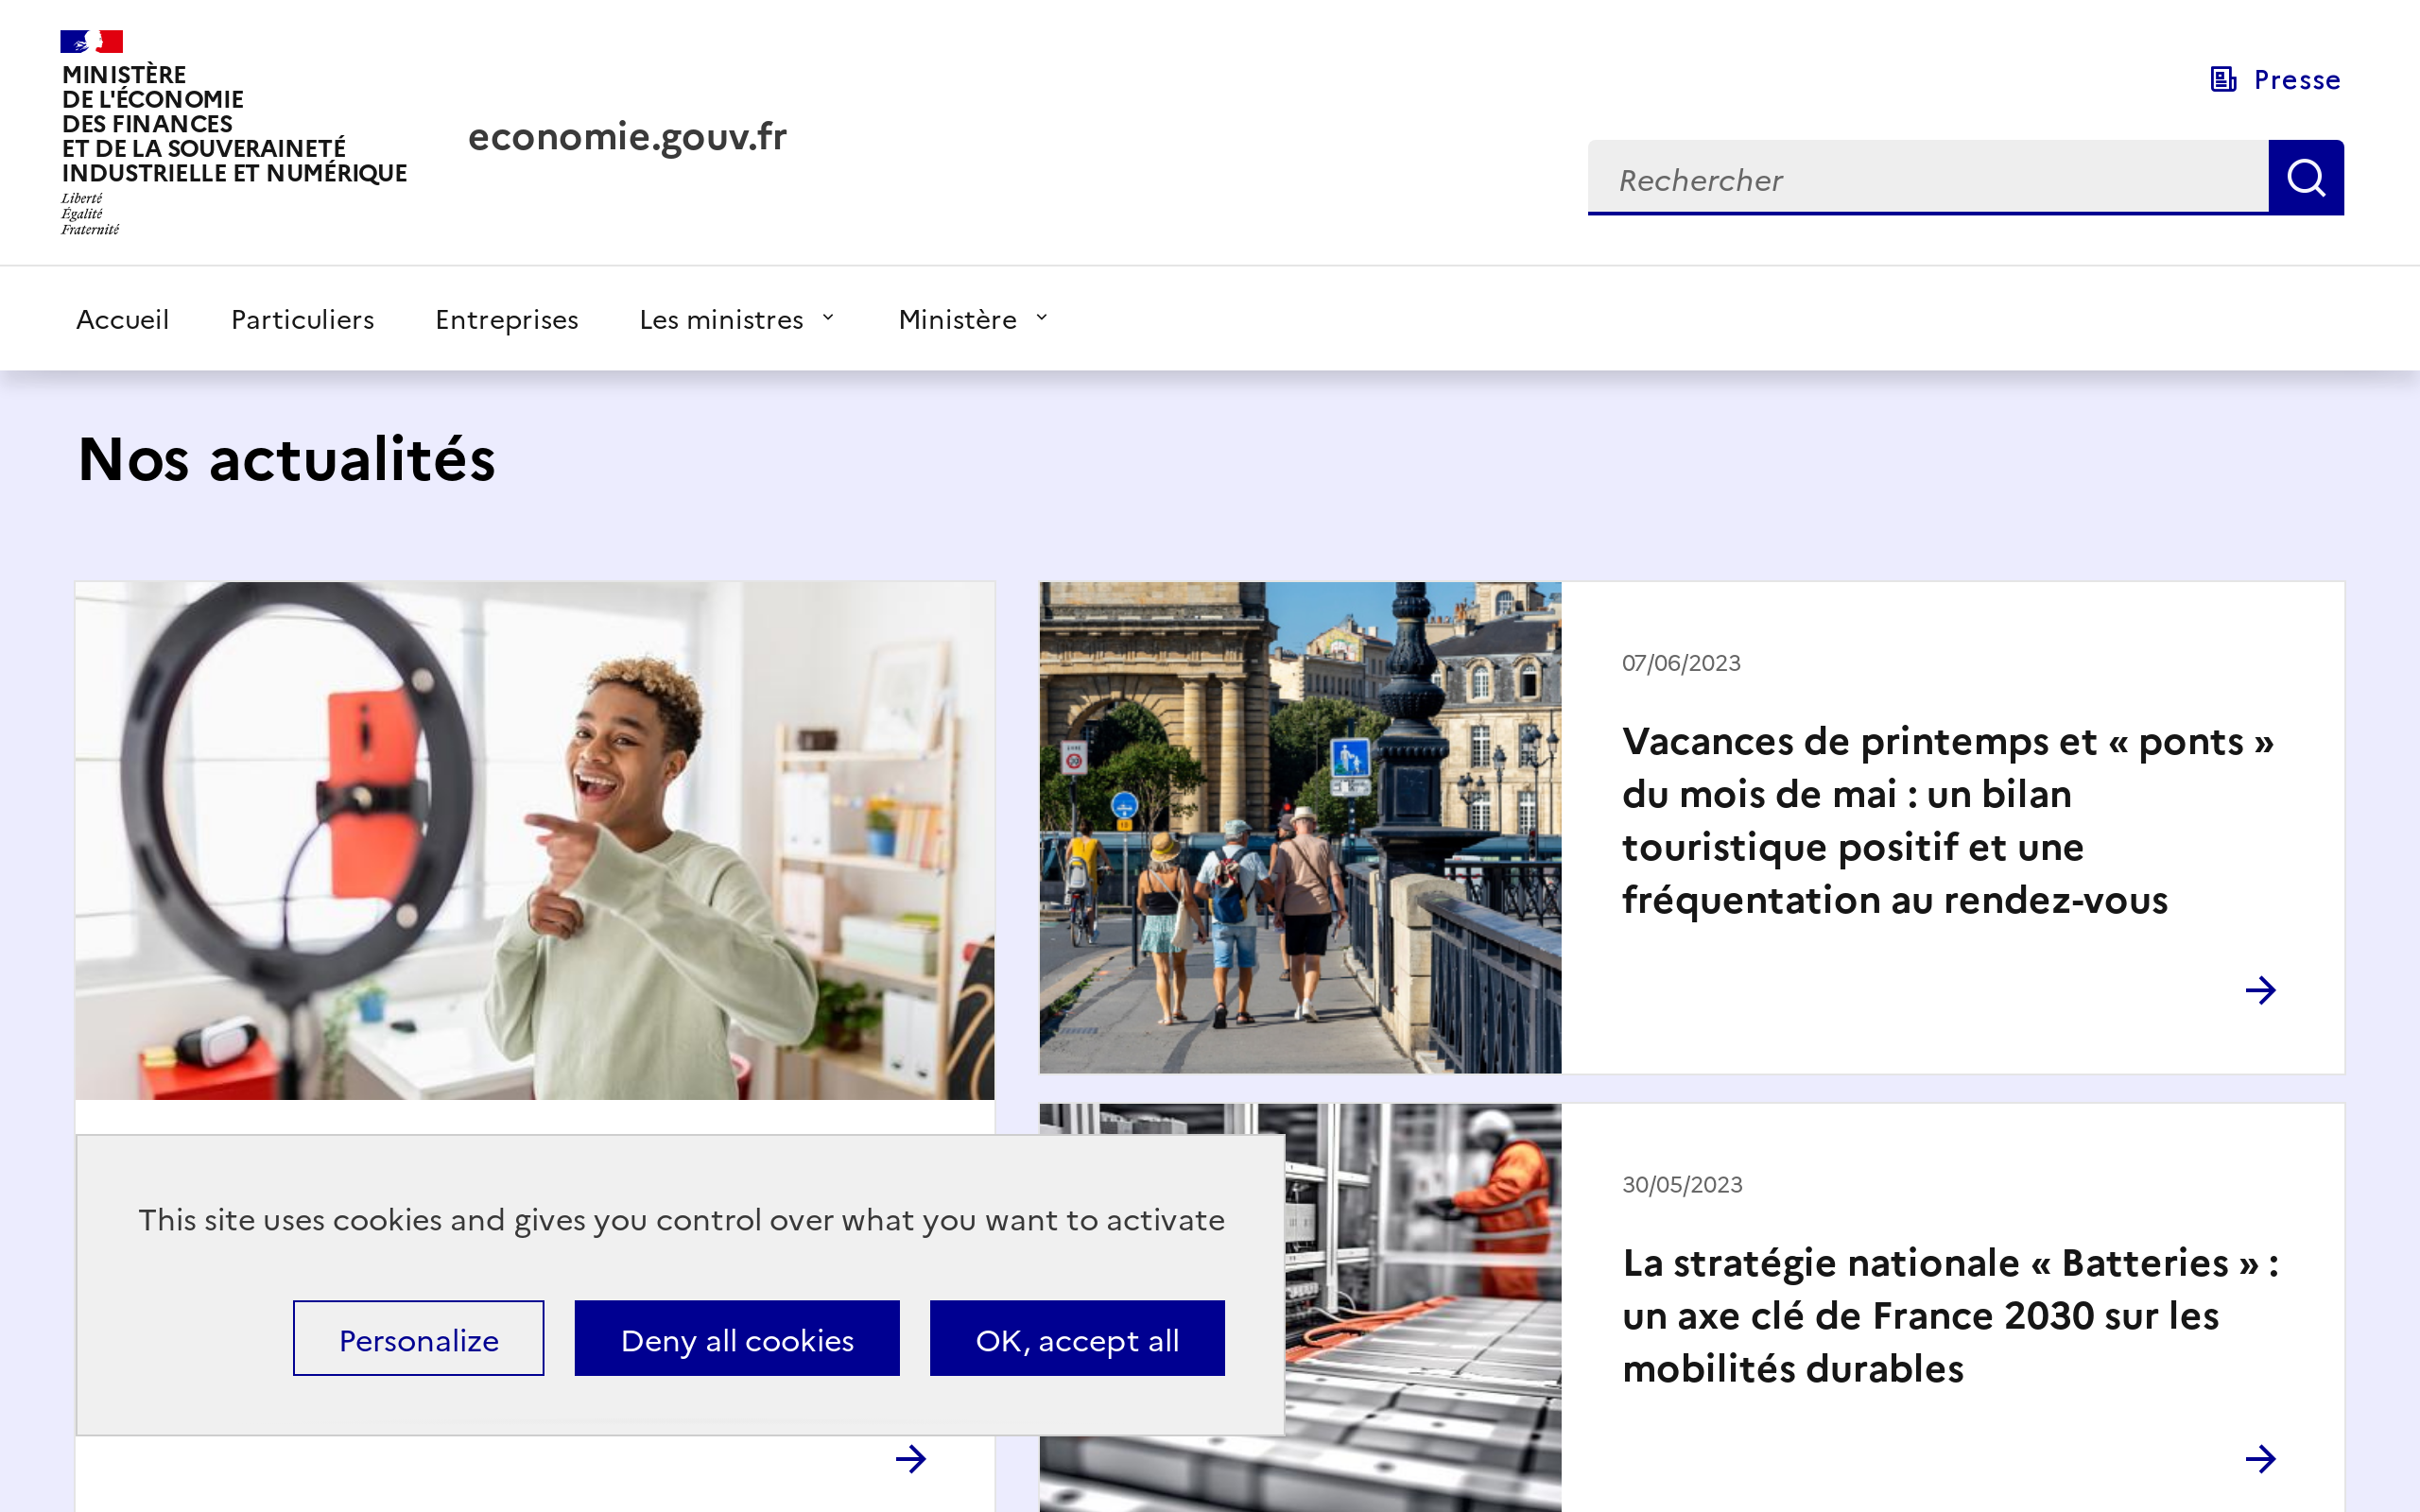 MINISTÈRE
DE L'ÉCONOMIE
DES FINANCES
ET DE LA SOUVERAINETÉ
INDUSTRIELLE ET NUMÉRIQUE
Liberté
Égalité
Fraternité
economie.gouv.fr
Presse
Rechercher
Accueil
Particuliers
Entreprises
Les ministres
Ministère
Nos actualités
07/06/2023
Vacances de printemps et « ponts »
du mois de mai : un bilan
touristique positif et une
fréquentation au rendez-vous
30/05/2023
La stratégie nationale « Batteries » :
un axe clé de France 2030 sur les
mobilités durables
This site uses cookies and gives you control over what you want to activate
Personalize
Deny all cookies
OK, accept all